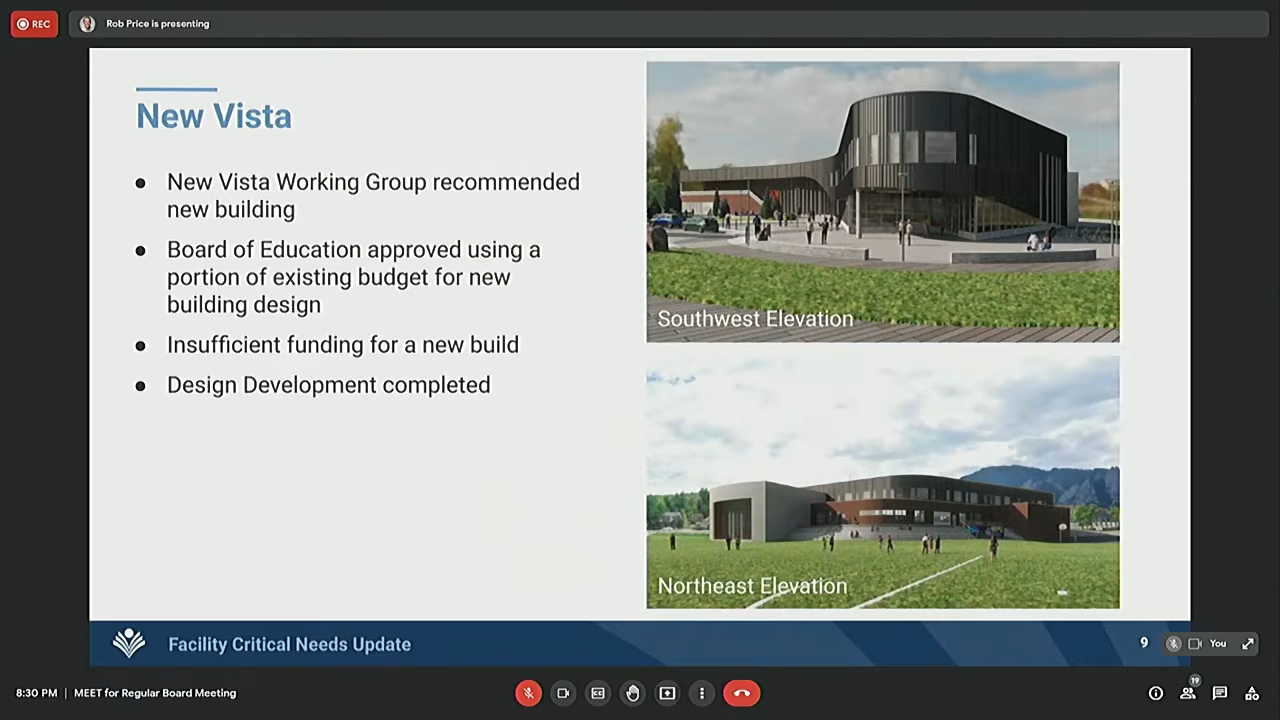 REC
Rob Price is presenting
New Vista
● New Vista Working Group recommended
new building
● Board of Education approved using a
portion of existing budget for new
building design
● Insufficient funding for a new build
● Design Development completed
Southwest Elevation
Northeast Elevation
Facility Critical Needs Update
9
You
8:30 PM | MEET for Regular Board Meeting
19